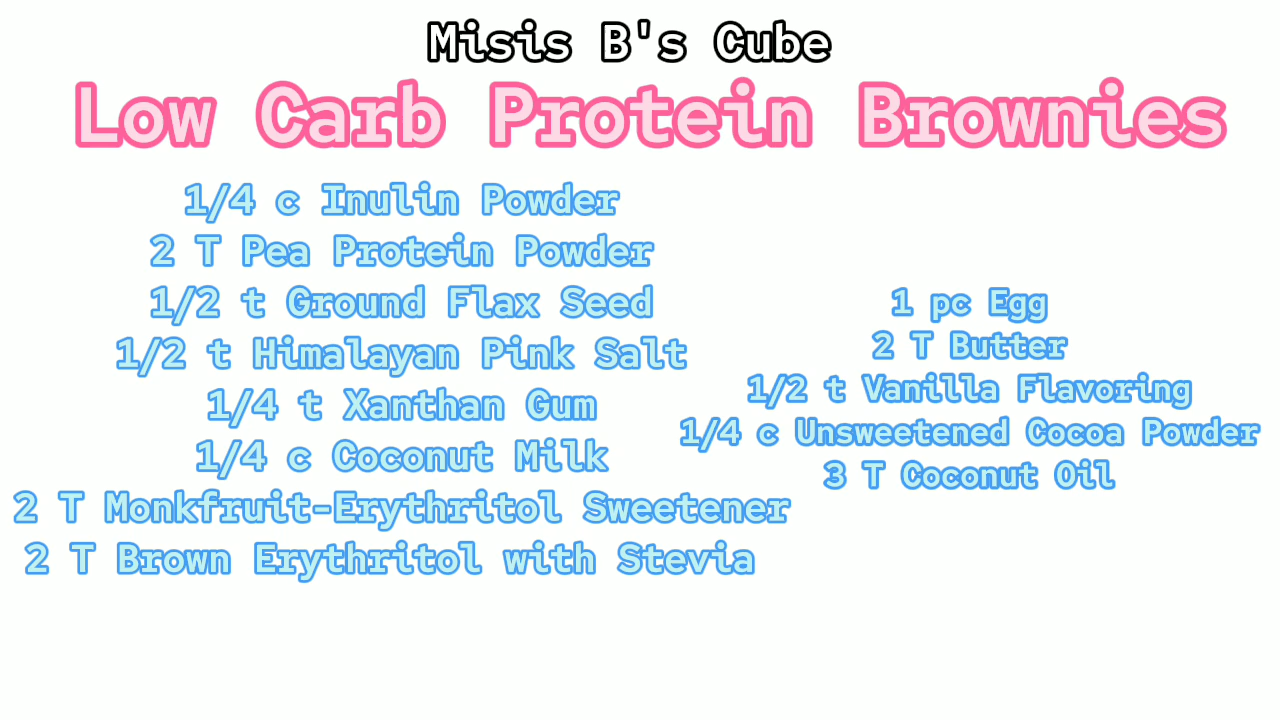 Misis B's Cube
Low Carb Protein Brownies
1/4 c Inulin Powder
2 T Pea Protein Powder
1/2 t Ground Flax Seed
1/2 t Himalayan Pink Salt
1/4 t Xanthan Gum
1/4 c Coconut Milk
2 T Monkfruit-Erythritol Sweetener
2 T Brown Erythritol with Stevia
1 pc Egg
2 T Butter
1/2 t Vanilla Flavoring
1/4 c Unsweetened Cocoa Powder
3 T Coconut Oil